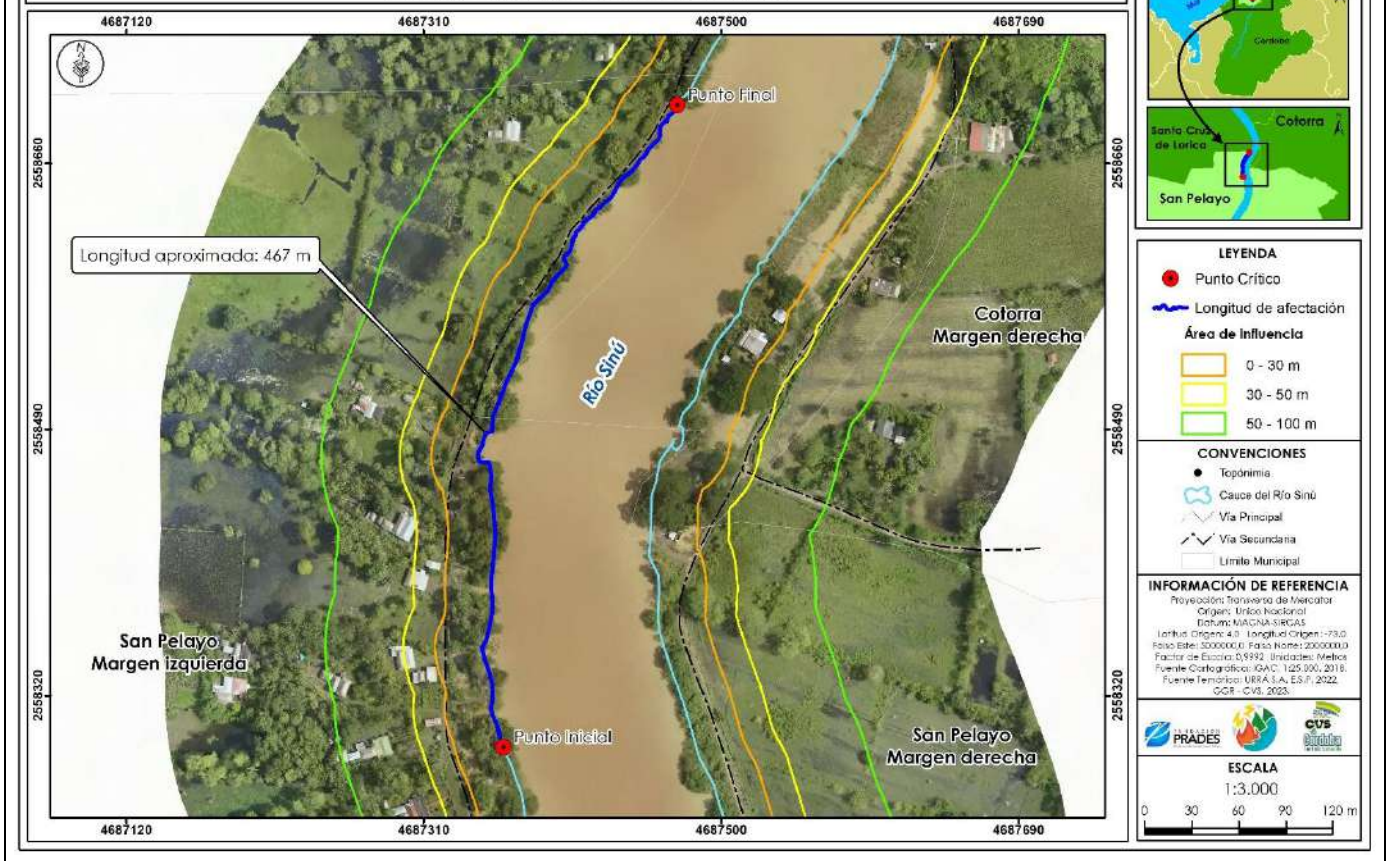 4687120
4687310
4687500
4687690
N
Punto Final
2558660
2558660
Longitud aproximada: 467 m
Río Sinú
Cotorra
Margen derecha
2558490
2558490
San Pelayo
Margen izquierda
2558320
2558320
Punto Inicial
San Pelayo
Margen derecha
4687120
4687310
4687500
4687690
Córdoba
Cotorra
Santa Cruz
de Lorica
San Pelayo
LEYENDA
Punto Crítico
Longitud de afectación
Área de influencia
0 - 30 m
30 - 50 m
50 - 100 m
CONVENCIONES
Topónimia
Cauce del Río Sinú
Vía Principal
Vía Secundaria
Límite Municipal
INFORMACIÓN DE REFERENCIA
Proyección: Transversa de Mercator
Origen: Único Nacional
Datum: MAGNA-SIRGAS
Latitud Origen: 4,0 Longitud Origen: -73,0
Falso Este: 5000000,0 Falso Norte: 2000000,0
Factor de Escala: 0,9992 Unidades: Metros
Fuente Cartográfica: IGAC, 1:25.000, 2018.
Fuente Temática: URRÁ S.A. E.S.P. 2022,
CGR - CVS, 2023.
FUNDACIÓN
PRADES
CVS
Córdoba
ESCALA
1:3.000
0 30 60 90 120 m